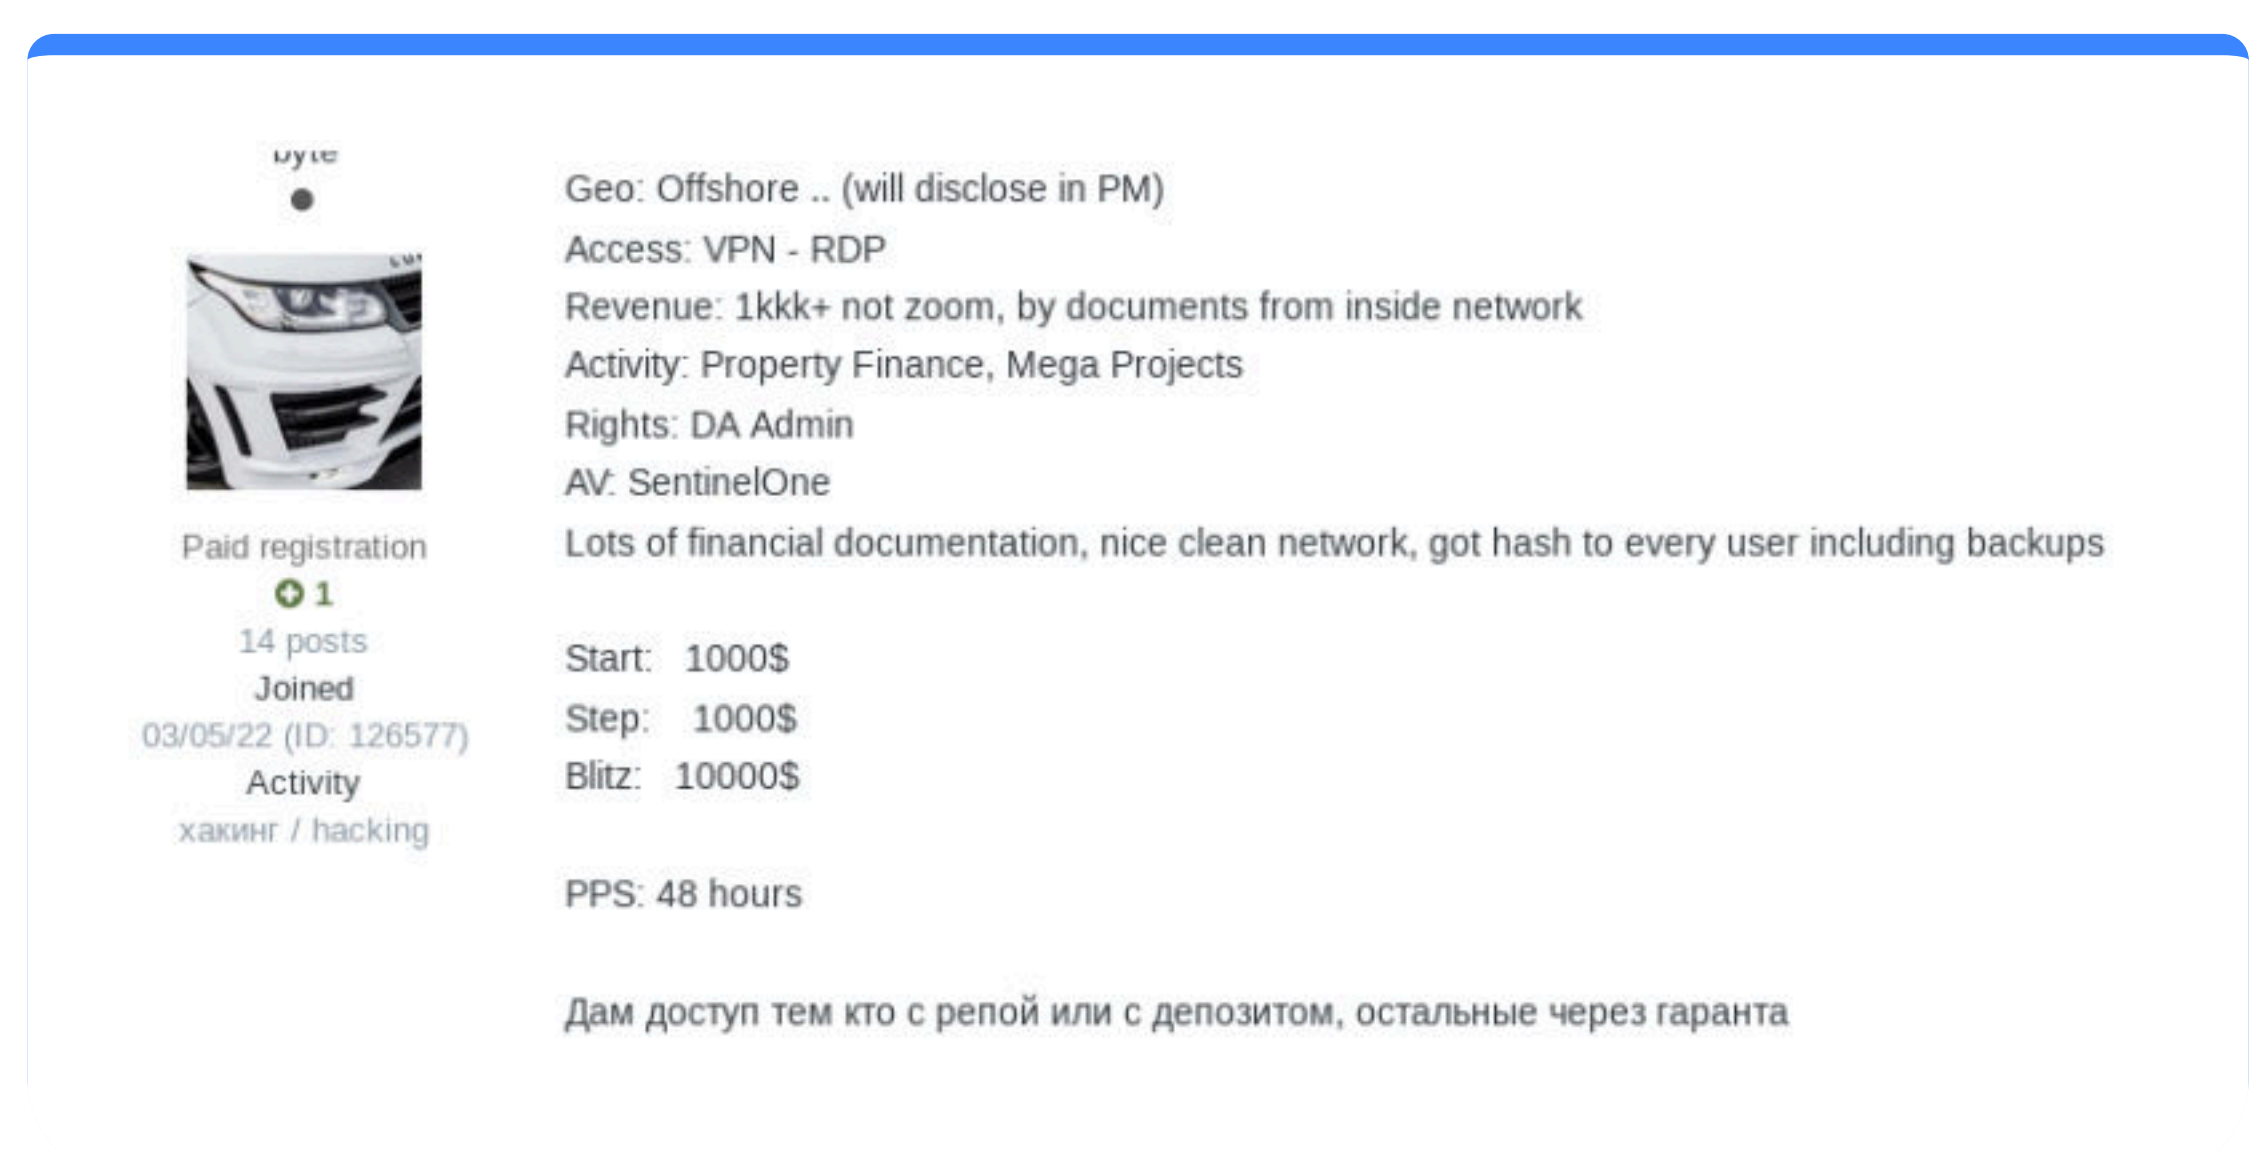 byte
Paid registration
1
14 posts
Joined
03/05/22 (ID: 126577)
Activity
хакинг / hacking
Geo: Offshore .. (will disclose in PM)
Access: VPN - RDP
Revenue: 1kkk+ not zoom, by documents from inside network
Activity: Property Finance, Mega Projects
Rights: DA Admin
AV: SentinelOne
Lots of financial documentation, nice clean network, got hash to every user including backups
Start: 1000$
Step: 1000$
Blitz: 10000$
PPS: 48 hours
Дам доступ тем кто с репой или с депозитом, остальные через гаранта